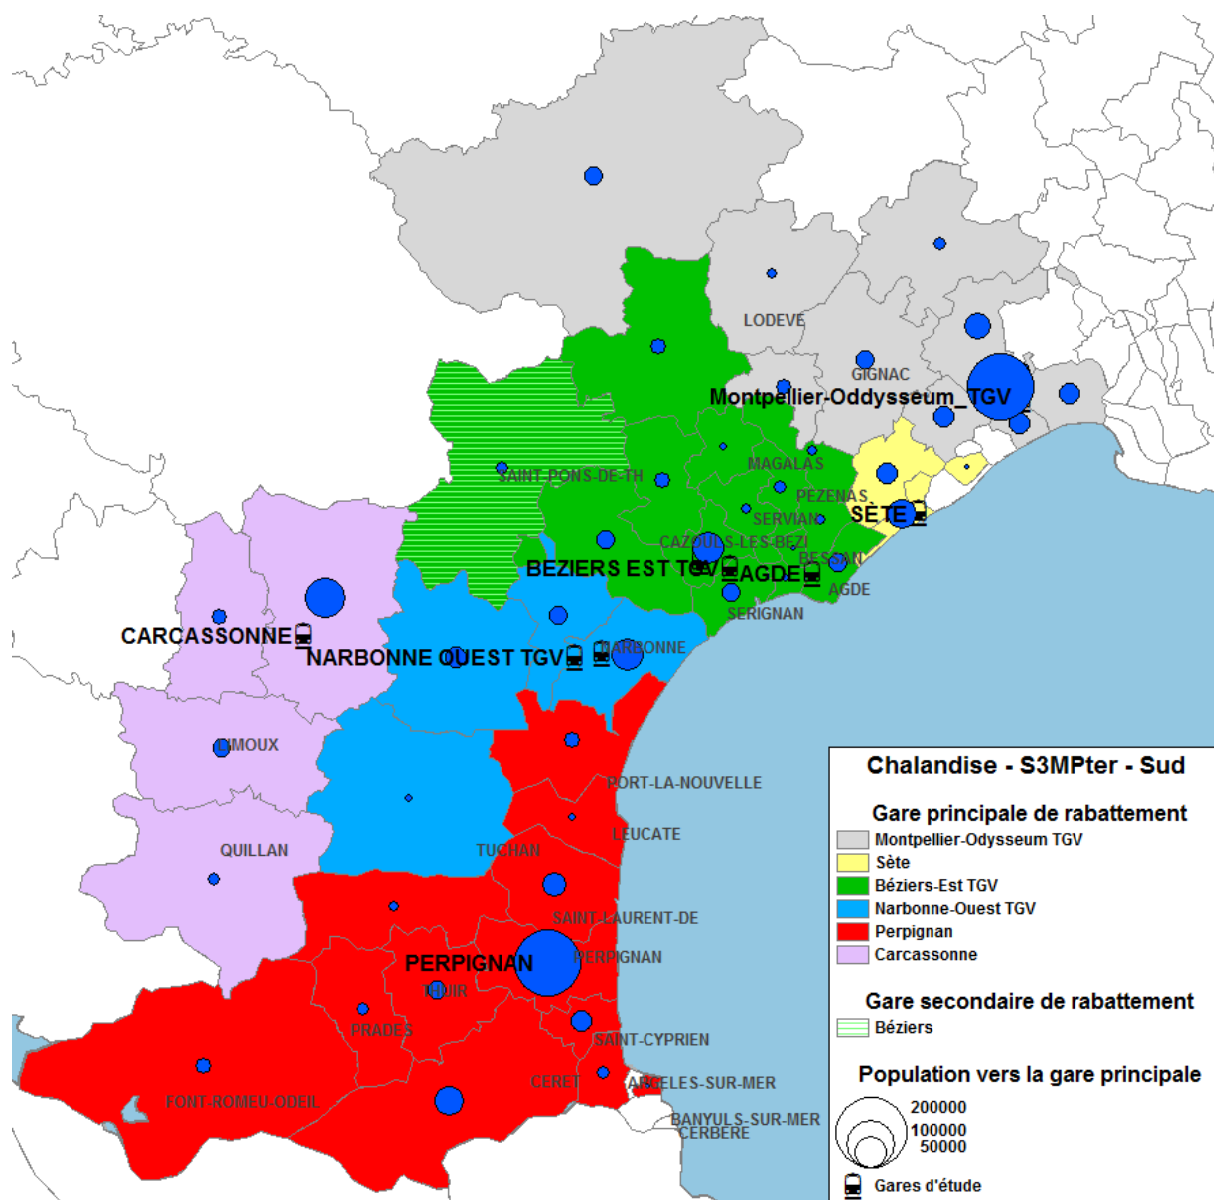 LODEVE
GIGNAC
Montpellier-Oddysseum_TGV
MAGALAS
SAINT-PONS-DE-TH
PEZENAS
SÈTE
SERVIAN
CAZOULS-LES-BEZI
BESSAN
BEZIERS EST TGV
AGDE
AGDE
SERIGNAN
CARCASSONNE
NARBONNE
NARBONNE OUEST TGV
LIMOUX
PORT-LA-NOUVELLE
LEUCATE
QUILLAN
TUCHAN
SAINT-LAURENT-DE
PERPIGNAN
PERPIGNAN
THUIR
PRADES
SAINT-CYPRIEN
CERET
ARGELES-SUR-MER
FONT-ROMEU-ODEIL
BANYULS-SUR-MER
CERBERE
Chalandise - S3MPter - Sud
Gare principale de rabattement
Montpellier-Odysseum TGV
Sète
Béziers-Est TGV
Narbonne-Ouest TGV
Perpignan
Carcassonne
Gare secondaire de rabattement
Béziers
Population vers la gare principale
200000
100000
50000
Gares d'étude